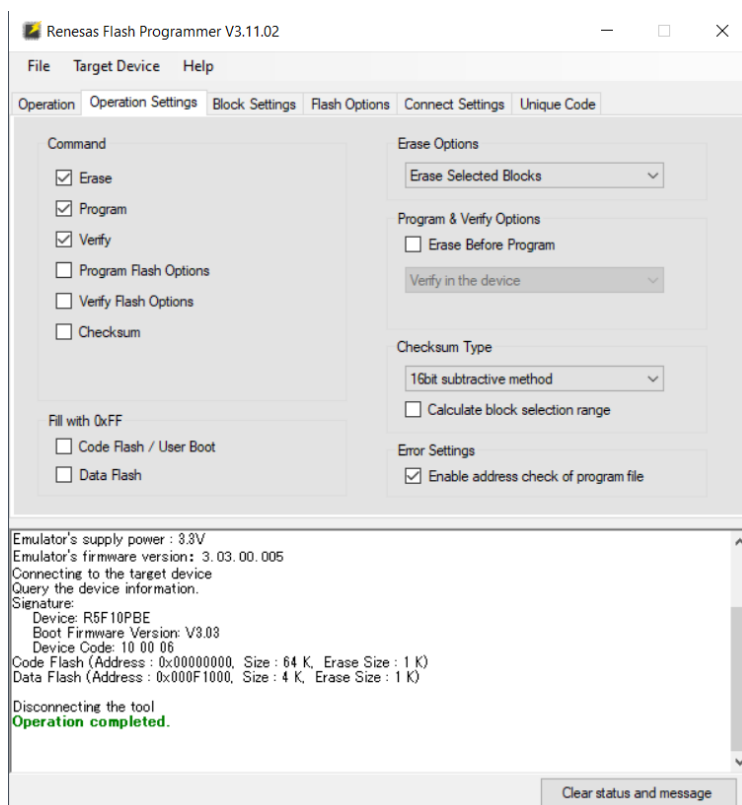 Renesas Flash Programmer V3.11.02
File Target Device Help
Operation Operation Settings Block Settings Flash Options Connect Settings Unique Code
Command
Erase
Program
Verify
Program Flash Options
Verify Flash Options
Checksum
Fill with 0xFF
Code Flash / User Boot
Data Flash
Erase Options
Erase Selected Blocks
Program & Verify Options
Erase Before Program
Verify in the device
Checksum Type
16bit subtractive method
Calculate block selection range
Error Settings
Enable address check of program file
Emulator's supply power : 3.3V
Emulator's firmware version: 3.03.00.005
Connecting to the target device
Query the device information.
Signature:
Device: R5F10PBE
Boot Firmware Version: V3.03
Device Code: 10 00 06
Code Flash (Address : 0x00000000, Size : 64 K, Erase Size : 1 K)
Data Flash (Address : 0x000F1000, Size : 4 K, Erase Size : 1 K)
Disconnecting the tool
Operation completed.
Clear status and message